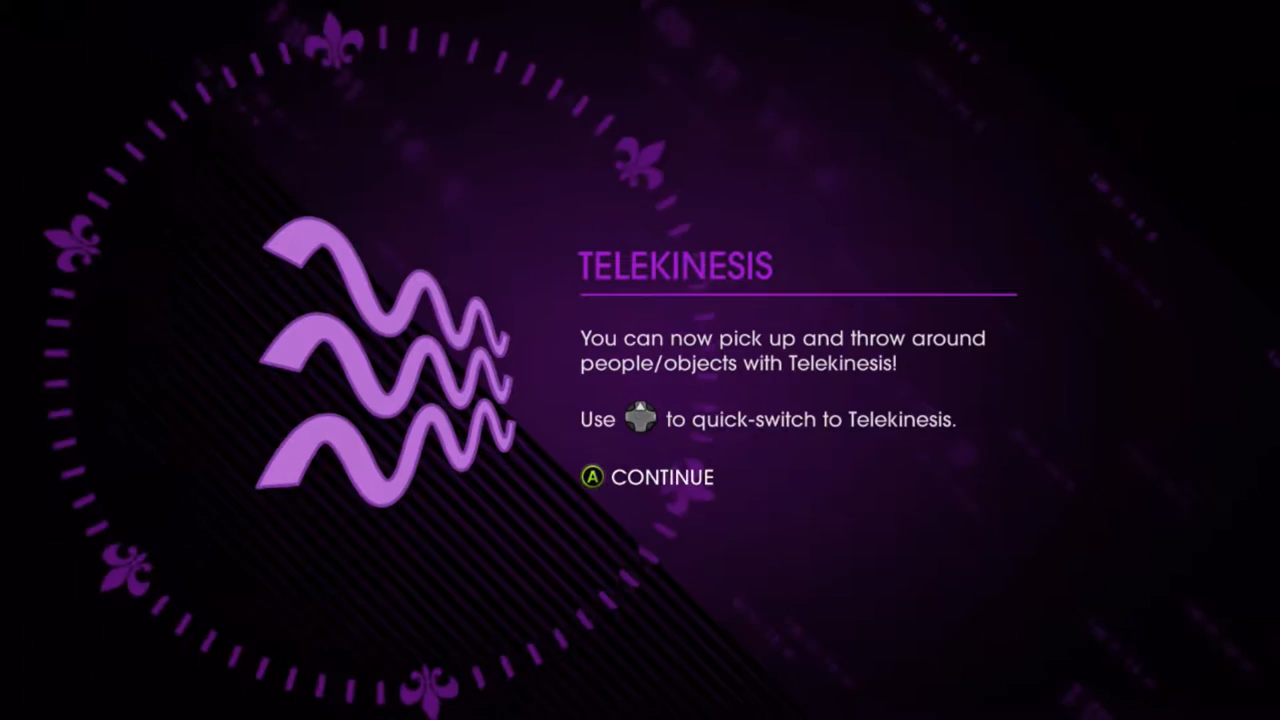 TELEKINESIS
You can now pick up and throw around
people/objects with Telekinesis!
Use to quick-switch to Telekinesis.
A CONTINUE